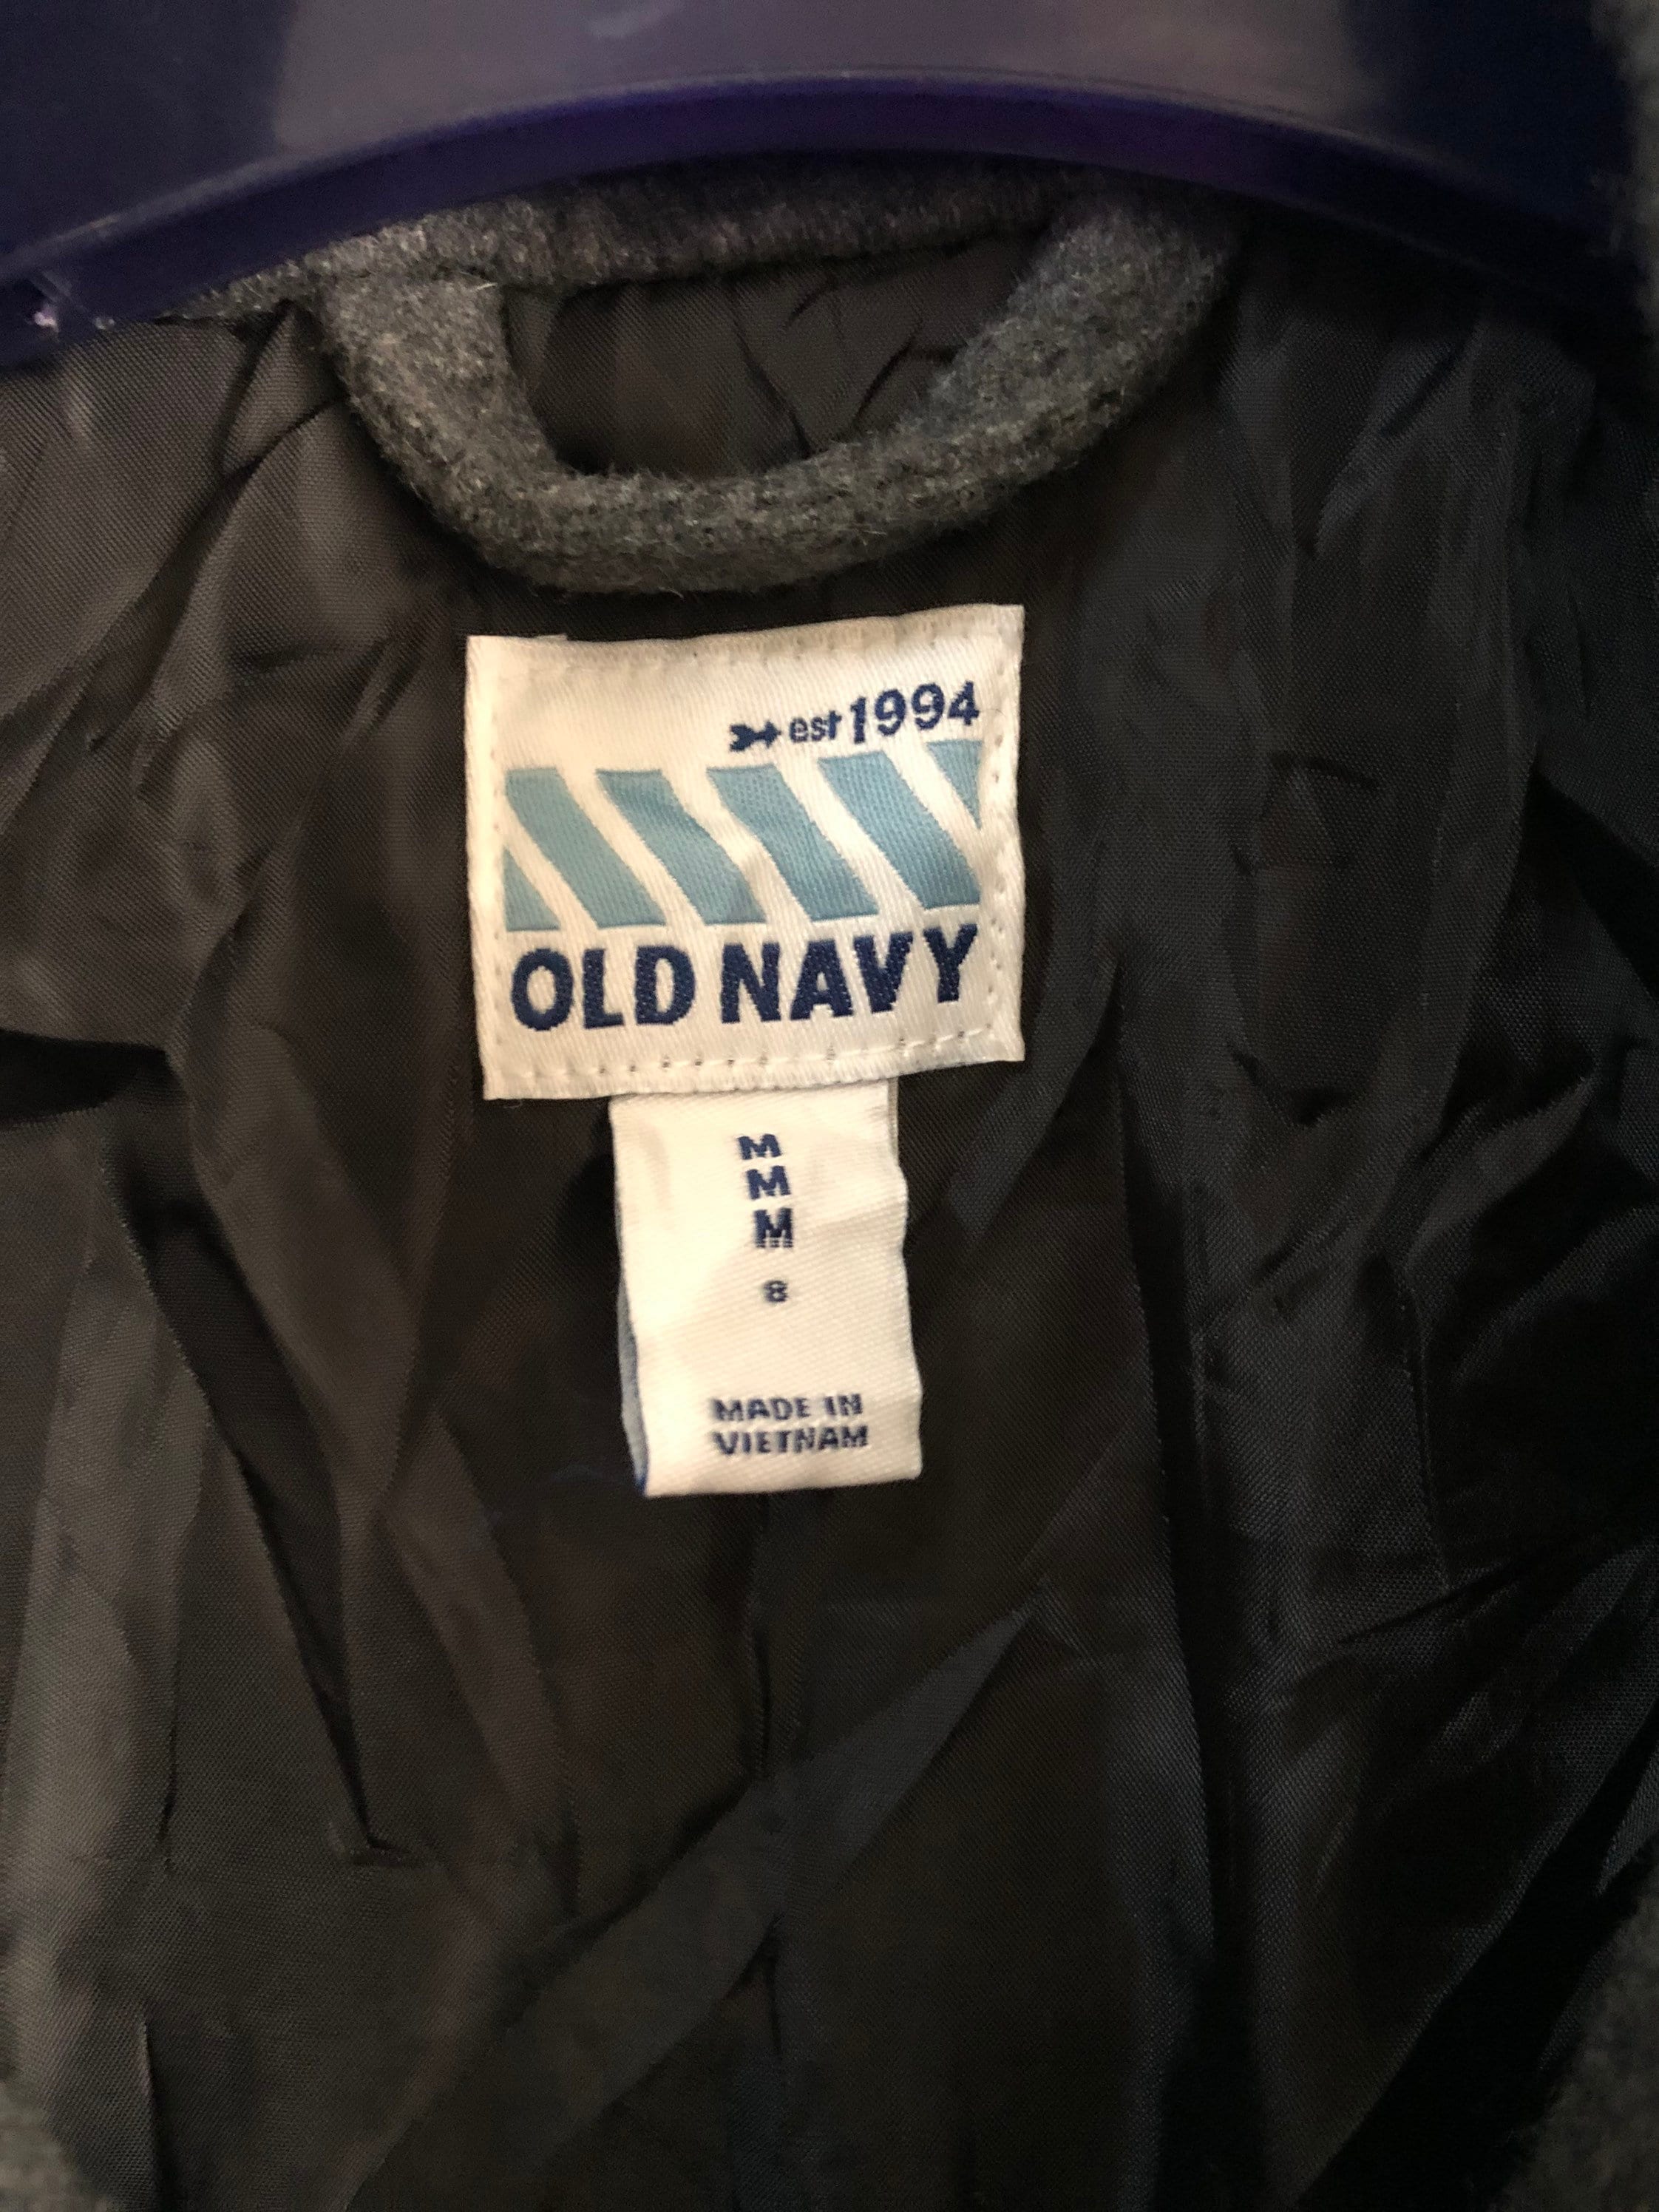 est 1994
OLD NAVY
M
M
M
8
MADE IN
VIETNAM